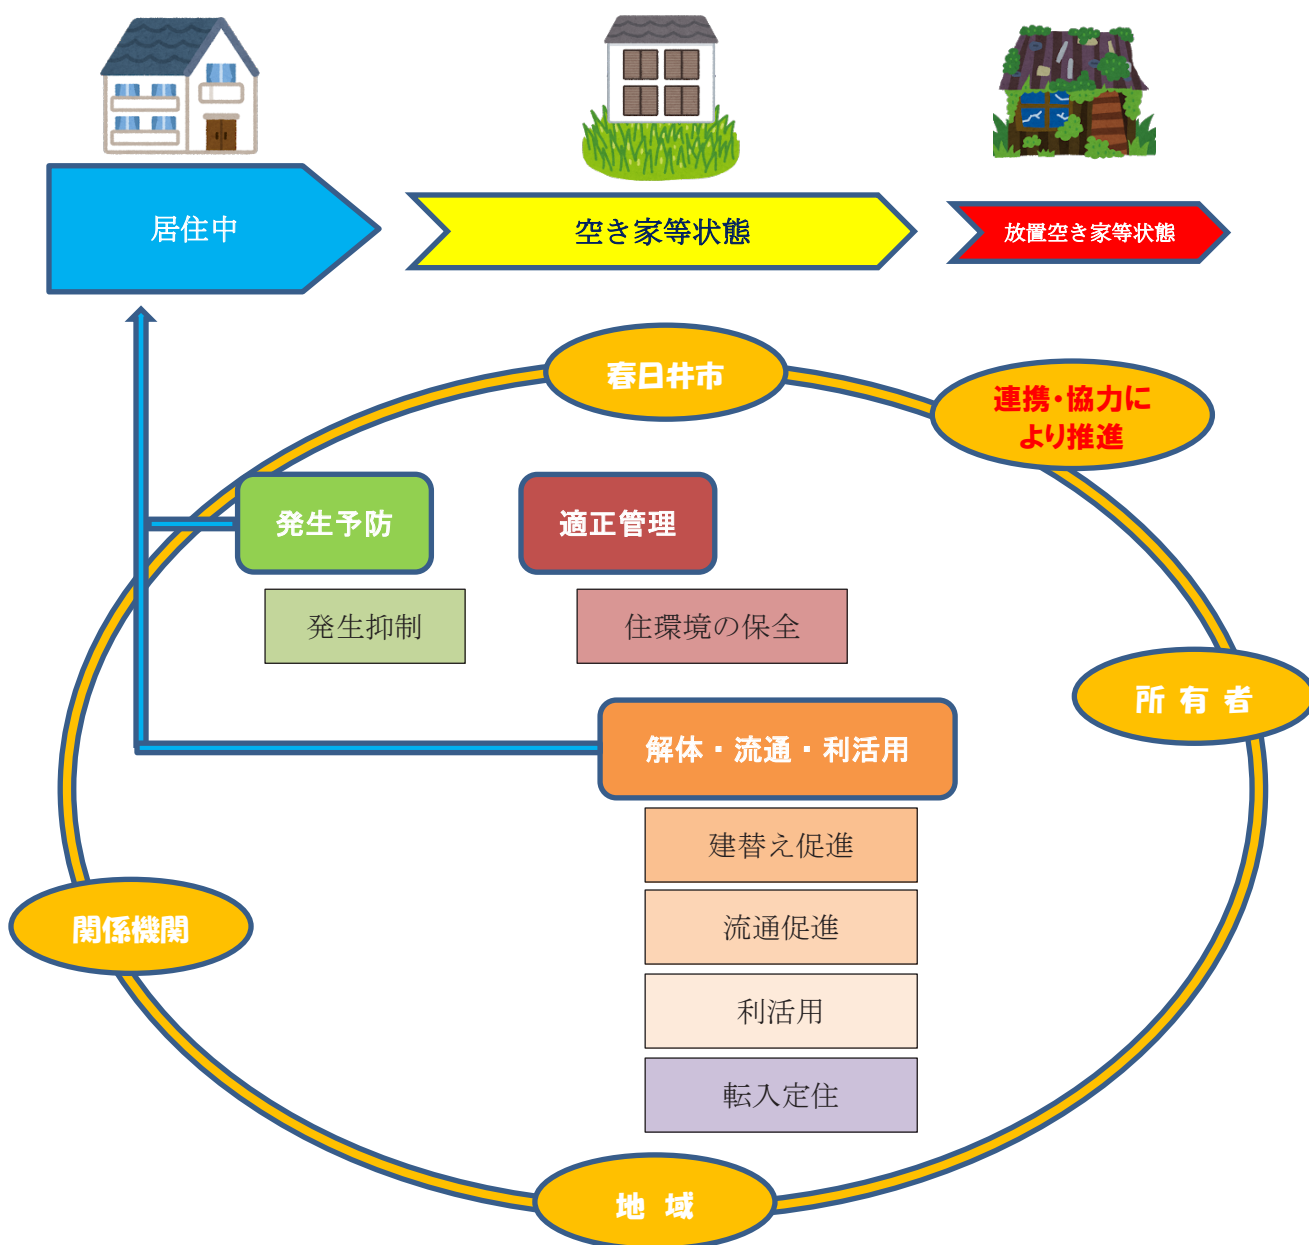 居住中
空き家等状態
放置空き家等状態
春日井市
連携・協力に
より推進
発生予防
適正管理
発生抑制
住環境の保全
所有者
解体・流通・利活用
建替え促進
流通促進
関係機関
利活用
転入定住
地域